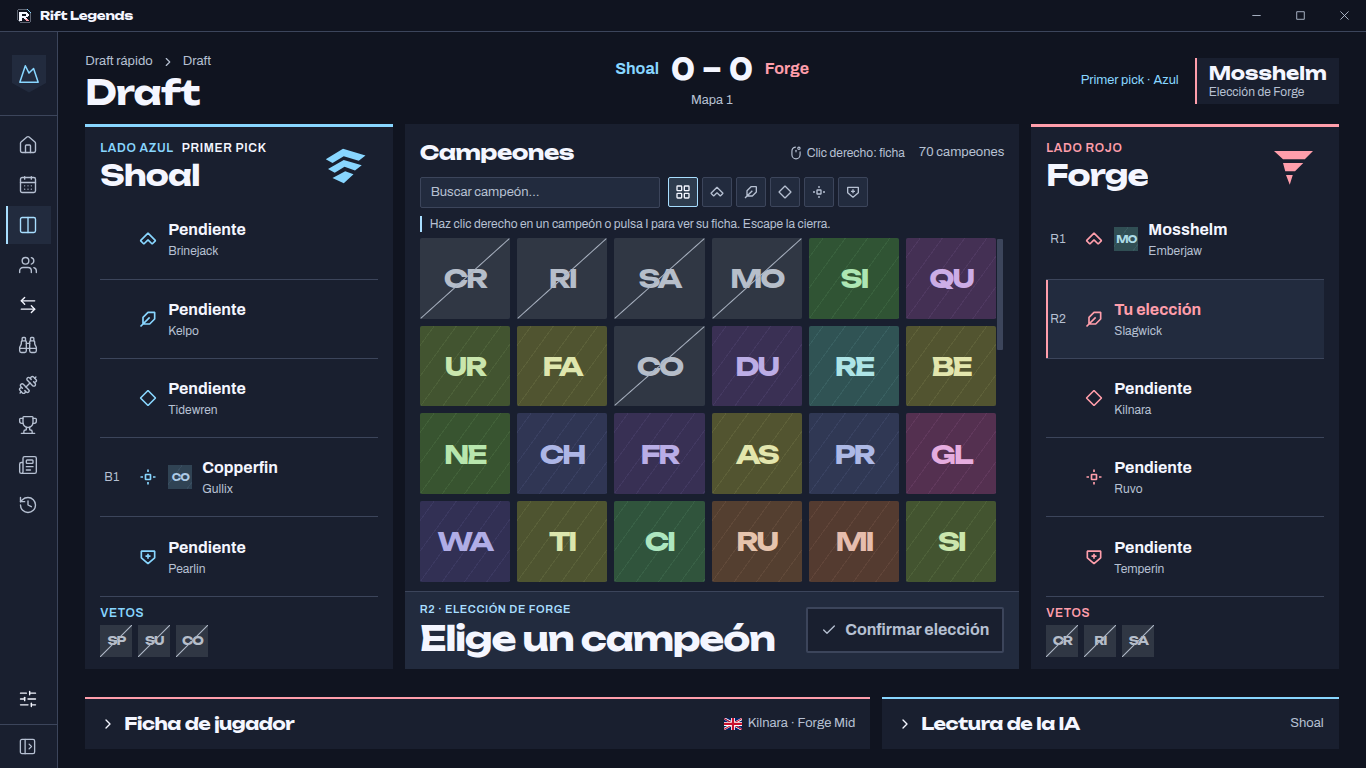 Rift Legends
Draft rápido > Draft
Draft
Shoal 0 – 0 Forge
Mapa 1
Primer pick · Azul
Mosshelm
Elección de Forge
LADO AZUL PRIMER PICK
Shoal
Pendiente
Brinejack
Pendiente
Kelpo
Pendiente
Tidewren
B1 CO Copperfin
Gullix
Pendiente
Pearlin
VETOS
SP SU CO
Campeones
Clic derecho: ficha 70 campeones
Buscar campeón...
Haz clic derecho en un campeón o pulsa I para ver su ficha. Escape la cierra.
CR RI SA MO SI QU
UR FA CO DU RE BE
NE CH FR AS PR GL
WA TI CI RU MI SI
R2 · ELECCIÓN DE FORGE
Elige un campeón
Confirmar elección
LADO ROJO
Forge
R1 MO Mosshelm
Emberjaw
R2 Tu elección
Slagwick
Pendiente
Kilnara
Pendiente
Ruvo
Pendiente
Temperin
VETOS
CR RI SA
Ficha de jugador
Kilnara · Forge Mid
Lectura de la IA
Shoal